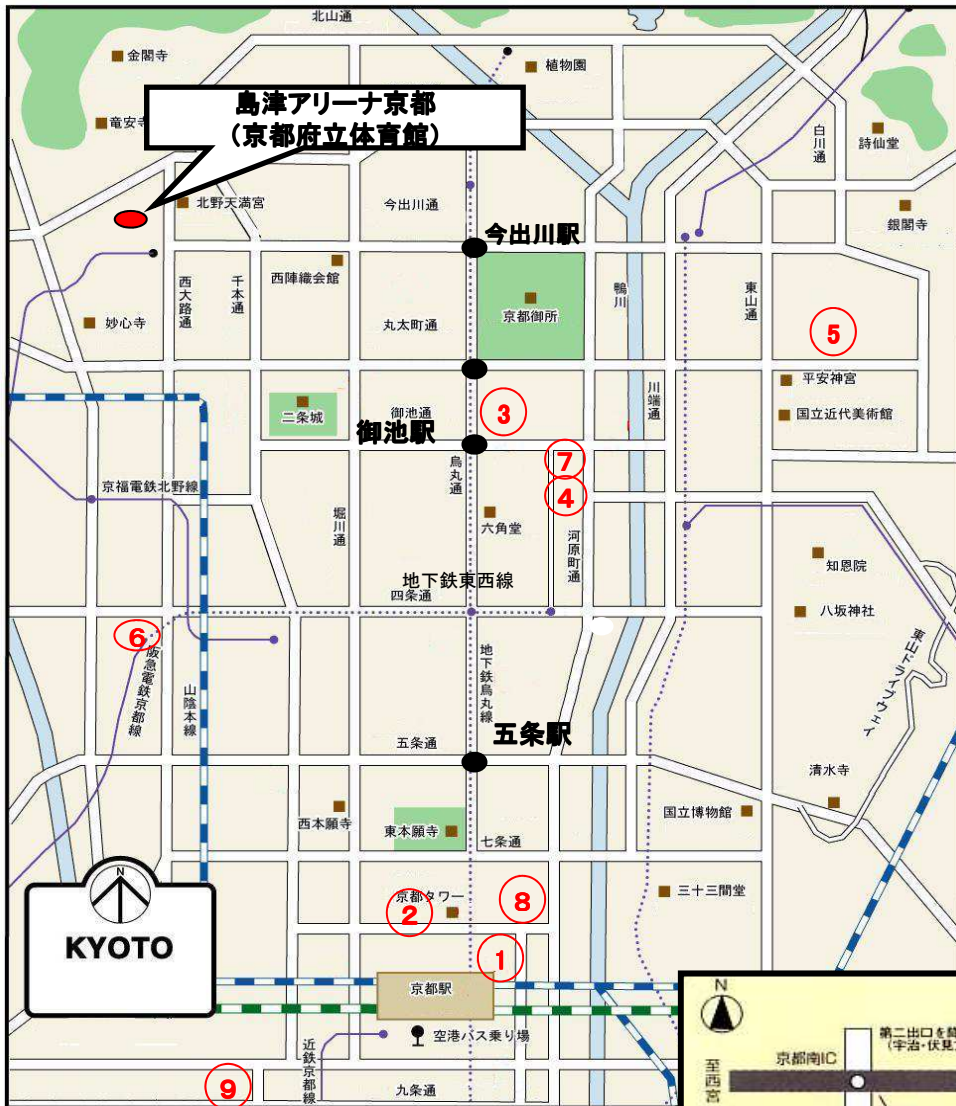 北山通
金閣寺
植物園
島津アリーナ京都
(京都府立体育館)
竜安寺
白川通
詩仙堂
北野天満宮
今出川通
銀閣寺
今出川駅
西陣織会館
西大路通
千本通
鴨川
東山通
京都御所
妙心寺
丸太町通
5
平安神宮
川端通
二条城
御池通
3
国立近代美術館
御池駅
烏丸通
7
京福電鉄北野線
4
堀川通
六角堂
河原町通
知恩院
地下鉄東西線
四条通
八坂神社
6
阪急電鉄京都線
山陰本線
地下鉄烏丸線
東山ドライブウェイ
五条駅
五条通
清水寺
国立博物館
西本願寺
東本願寺
七条通
三十三間堂
京都タワー
8
2
N
KYOTO
1
京都駅
空港バス乗り場
近鉄京都線
九条通
9
N
京都南IC
至西宮